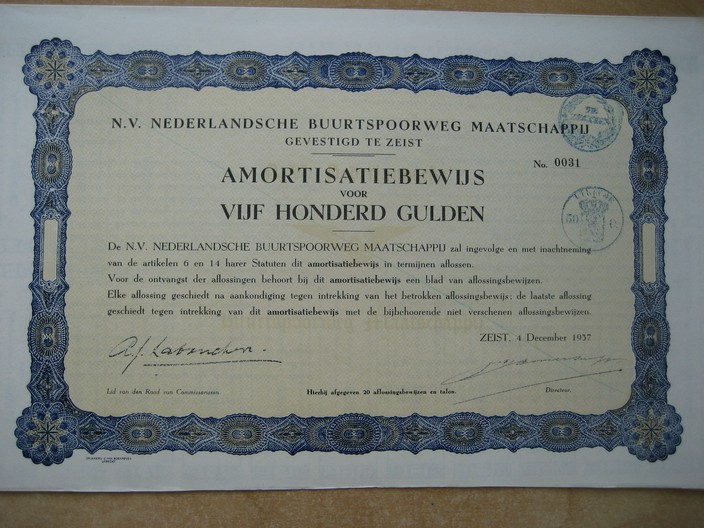 N.V. NEDERLANDSCHE BUURTSPOORWEG MAATSCHAPPIJ
GEVESTIGD TE ZEIST
No. 0031
AMORTISATIEBEWIJS
VOOR
VIJF HONDERD GULDEN
De N.V. NEDERLANDSCHE BUURTSPOORWEG MAATSCHAPPIJ zal ingevolge en met inachtneming
van de artikelen 6 en 14 harer Statuten dit amortisatiebewijs in termijnen aflossen.
Voor de ontvangst der aflossingen behoort bij dit amortisatiebewijs een blad van aflossingsbewijzen.
Elke aflossing geschiedt na aankondiging tegen intrekking van het betrokken aflossingsbewijs; de laatste aflossing
geschiedt tegen intrekking van dit amortisatiebewijs met de bijbehoorende niet verschenen aflossingsbewijzen.
Buurtspoorweg Maatschappij
ZEIST, 4 December 1937
Lid van den Raad van Commissarissen
Hierbij afgegeven 20 aflossingsbewijzen en talon.
Directeur